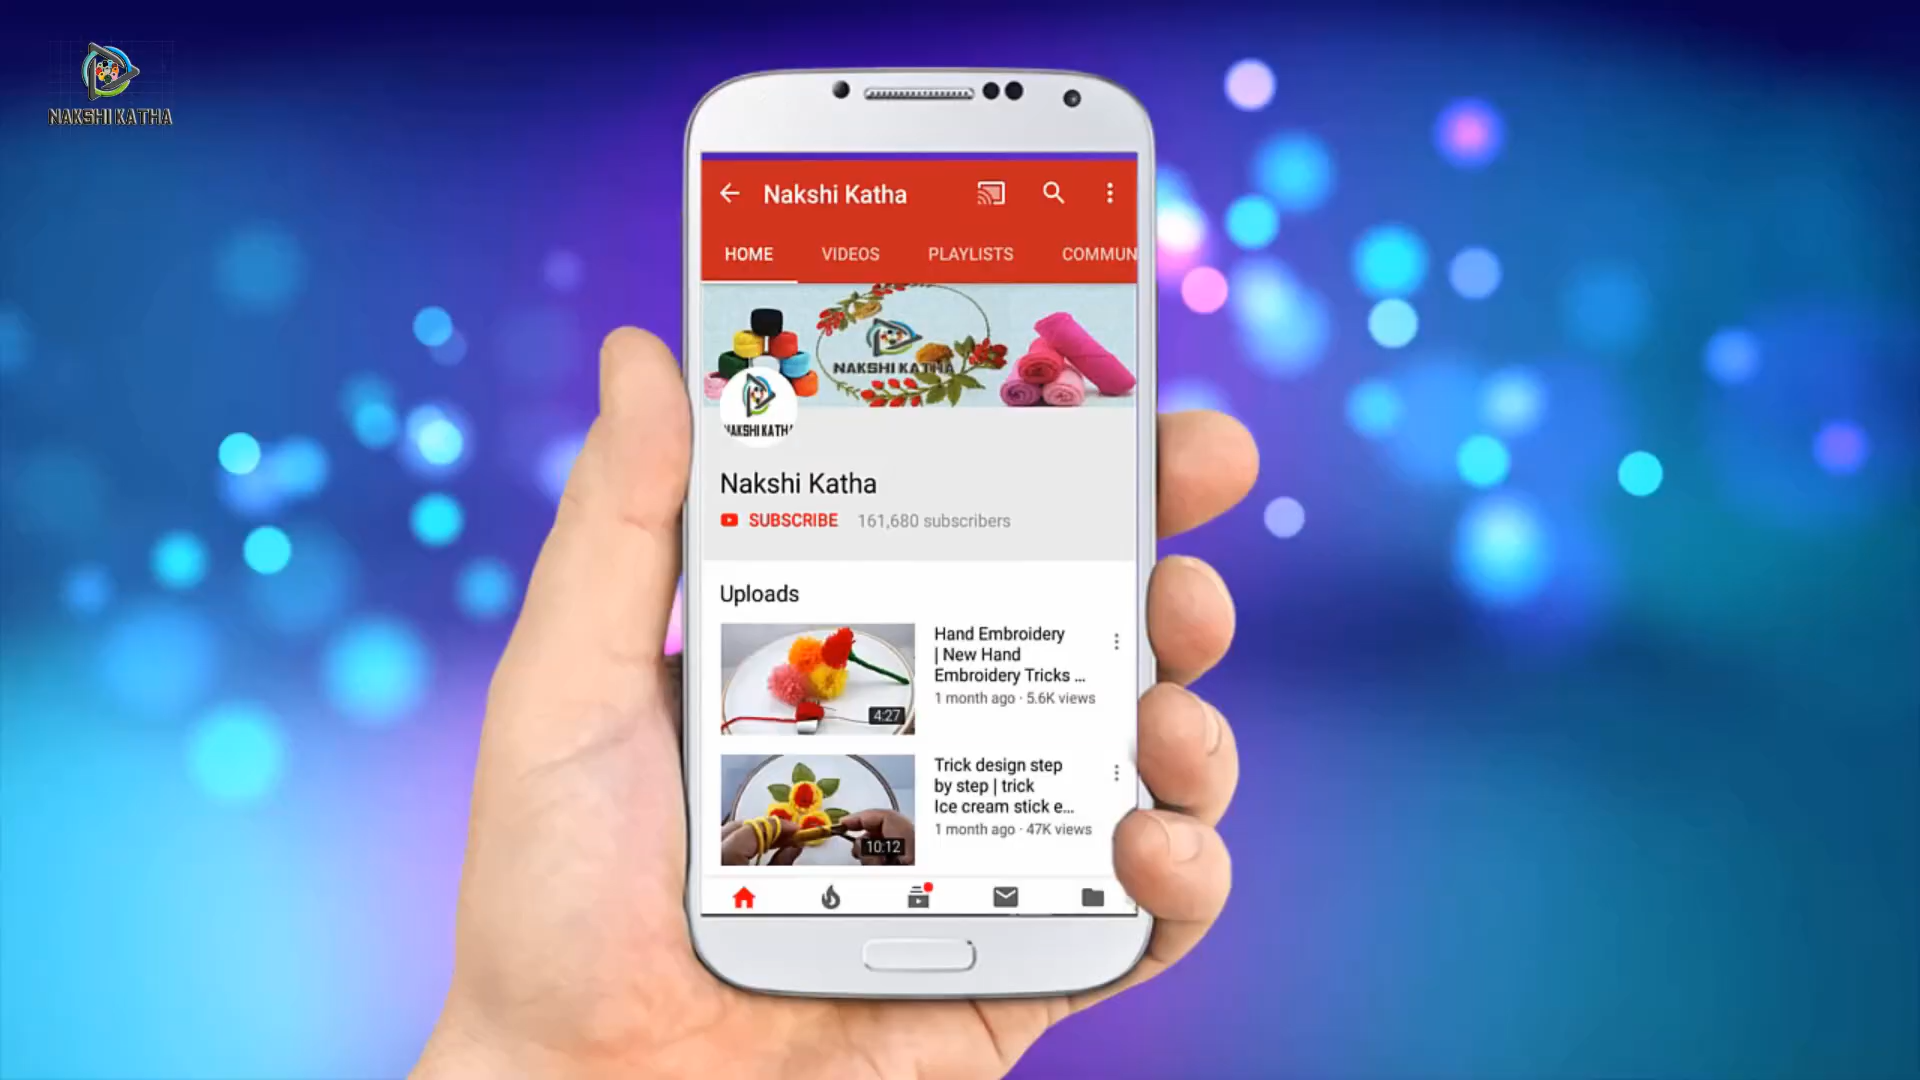 NAKSHI KATHA
Nakshi Katha
HOME VIDEOS PLAYLISTS COMMUN
NAKSHI KATHA
NAKSHI KATHA
Nakshi Katha
SUBSCRIBE 161,680 subscribers
Uploads
Hand Embroidery
| New Hand
Embroidery Tricks ...
1 month ago · 5.6K views
4:27
Trick design step
by step | trick
Ice cream stick e...
1 month ago · 47K views
10:12